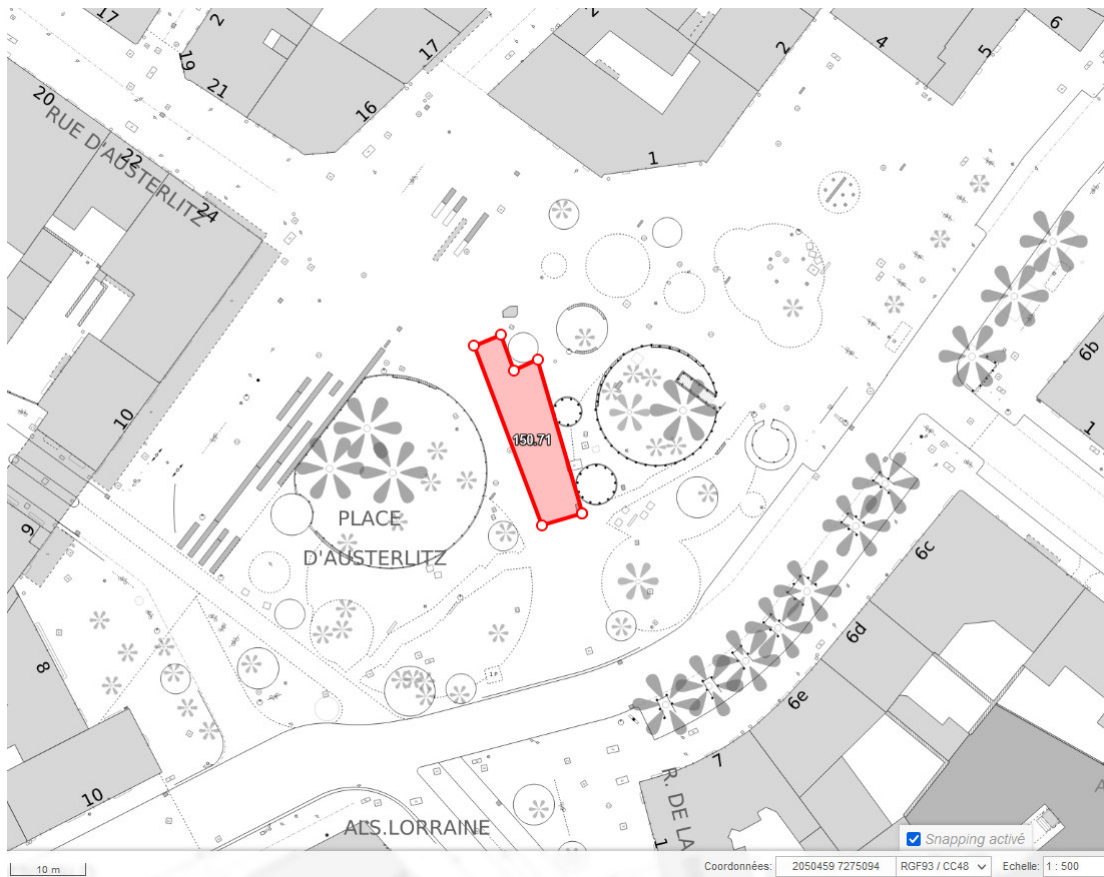 17
2
19
21
17
16
2
2
4
5
6
1
20
RUE D'AUSTERLITZ
22
24
10
6b
1
150.71
9
PLACE
D'AUSTERLITZ
6c
8
6d
6e
7
10
R. DE LA
1
ALS.LORRAINE
Snapping activé
10 m
Coordonnées:
2050459 7275094
RGF93 / CC48
Echelle:
1 : 500